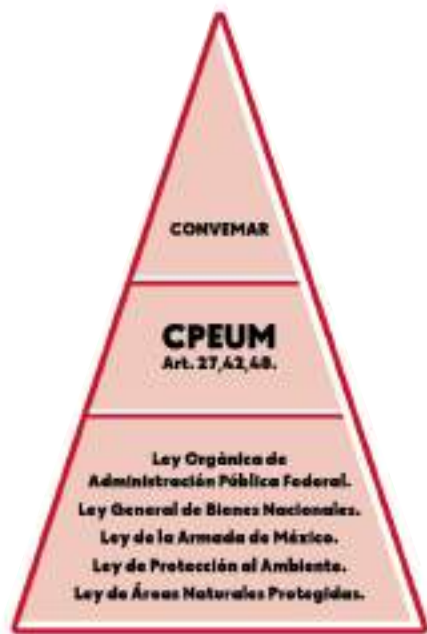 CONVEMAR
CPEUM
Art. 27,42,48.
Ley Orgánica de
Administración Pública Federal.
Ley General de Bienes Nacionales.
Ley de la Armada de México.
Ley de Protección al Ambiente.
Ley de Áreas Naturales Protegidas.